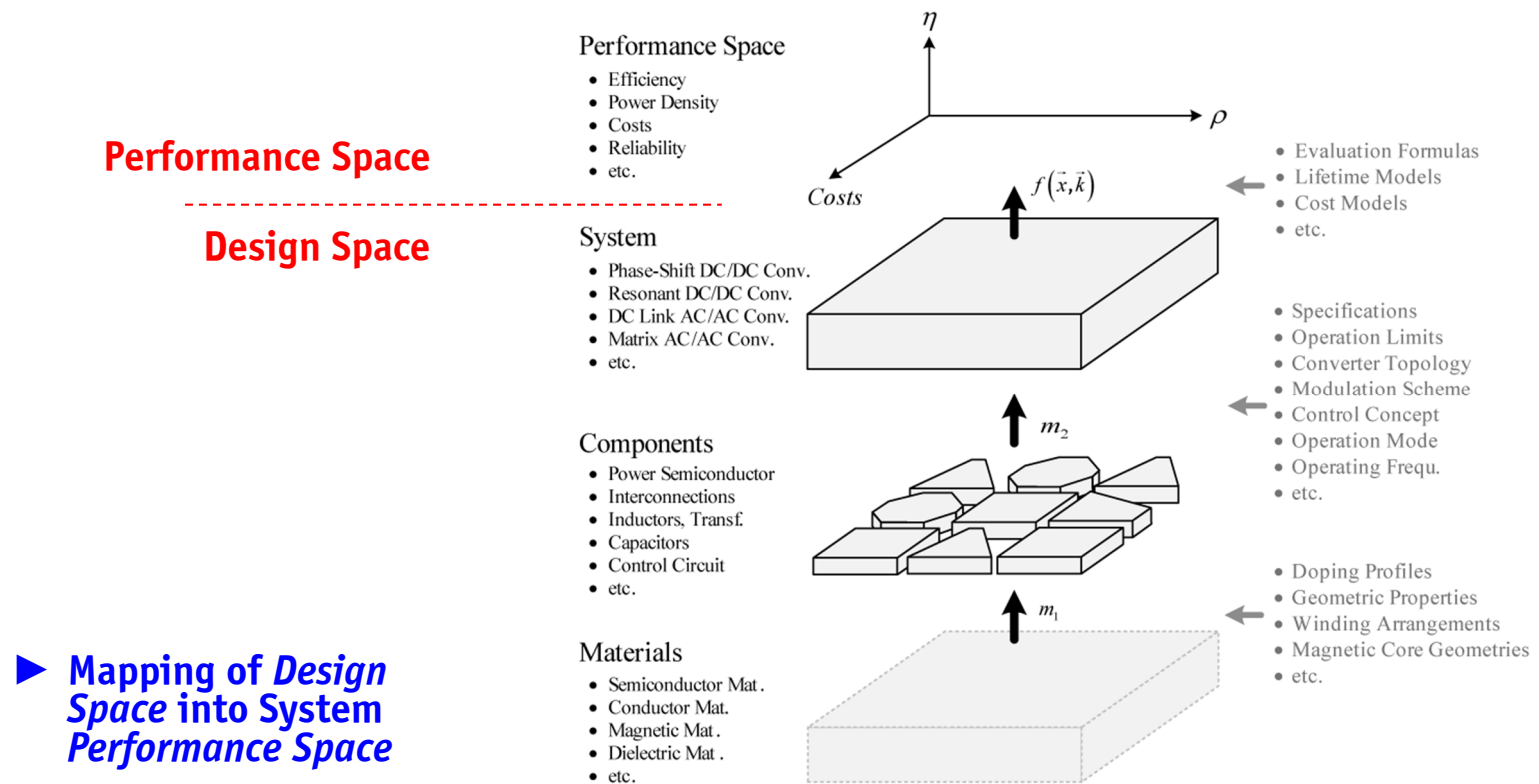 Performance Space
• Efficiency
• Power Density
• Costs
• Reliability
• etc.
η
ρ
Costs
Performance Space
Design Space
f(x⃗,k⃗)
• Evaluation Formulas
• Lifetime Models
• Cost Models
• etc.
System
• Phase-Shift DC/DC Conv.
• Resonant DC/DC Conv.
• DC Link AC/AC Conv.
• Matrix AC/AC Conv.
• etc.
• Specifications
• Operation Limits
• Converter Topology
• Modulation Scheme
• Control Concept
• Operation Mode
• Operating Frequ.
• etc.
m₂
Components
• Power Semiconductor
• Interconnections
• Inductors, Transf.
• Capacitors
• Control Circuit
• etc.
• Doping Profiles
• Geometric Properties
• Winding Arrangements
• Magnetic Core Geometries
• etc.
m₁
Materials
• Semiconductor Mat.
• Conductor Mat.
• Magnetic Mat.
• Dielectric Mat .
• etc.
► Mapping of Design
Space into System
Performance Space